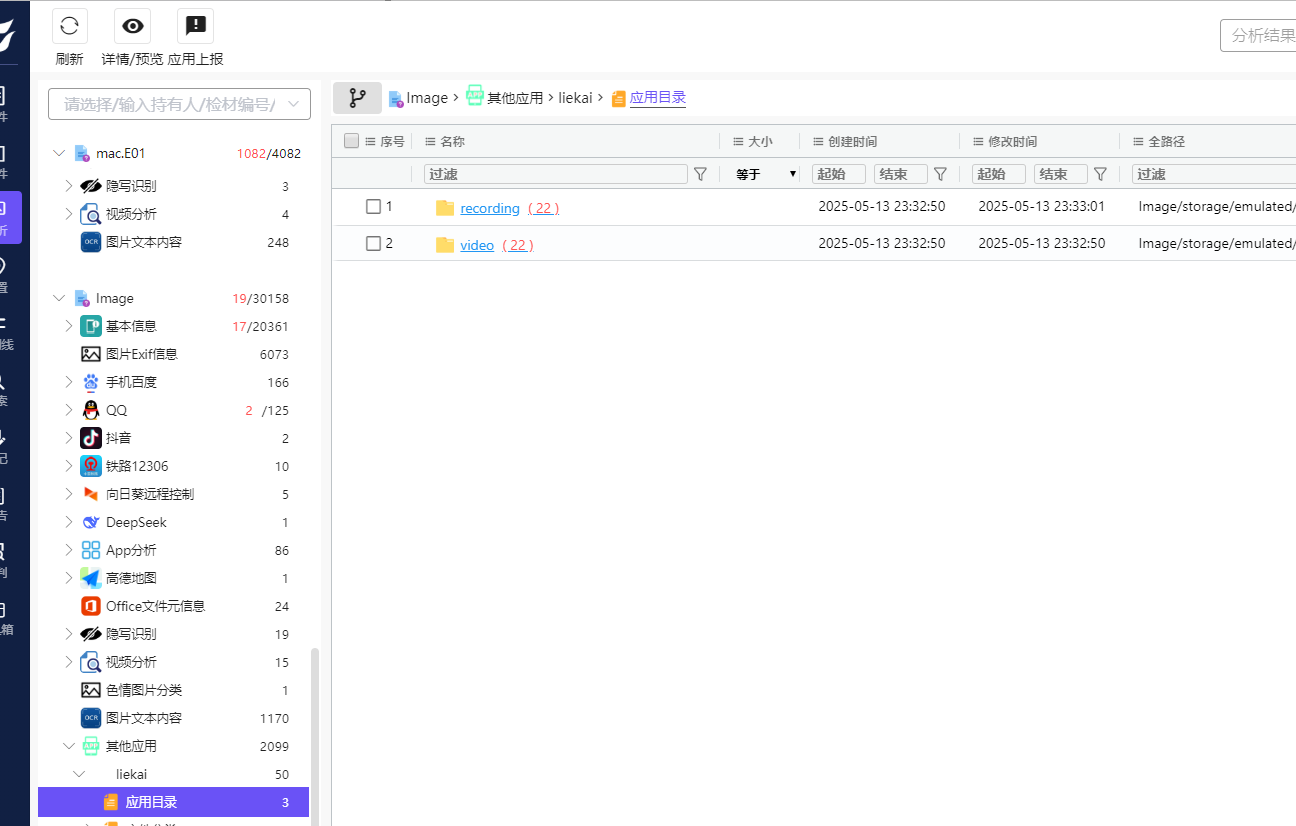 刷新 详情/预览 应用上报
分析结果
请选择/输入持有人/检材编号/
Image > 其他应用 > liekai > 应用目录
序号 名称 大小 创建时间 修改时间 全路径
过滤 等于 起始 结束 起始 结束 过滤
1 recording ( 22 ) 2025-05-13 23:32:50 2025-05-13 23:33:01 Image/storage/emulated/
2 video ( 22 ) 2025-05-13 23:32:50 2025-05-13 23:32:50 Image/storage/emulated/
mac.E01 1082/4082
隐写识别 3
视频分析 4
OCR 图片文本内容 248
Image 19/30158
基本信息 17/20361
图片Exif信息 6073
手机百度 166
QQ 2 /125
抖音 2
铁路12306 10
向日葵远程控制 5
DeepSeek 1
App分析 86
高德地图 1
Office文件元信息 24
隐写识别 19
视频分析 15
色情图片分类 1
OCR 图片文本内容 1170
APP 其他应用 2099
liekai 50
应用目录 3
件
析
置
线
索
记
告
判
箱